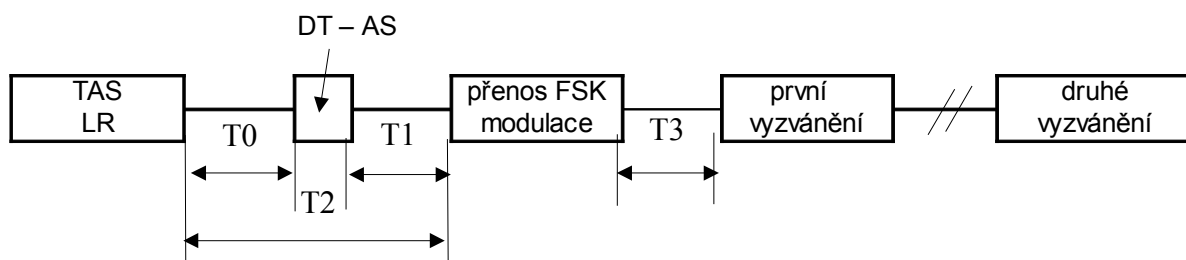 DT – AS
TAS
LR
přenos FSK
modulace
první
vyzvánění
druhé
vyzvánění
T0
T1
T3
T2